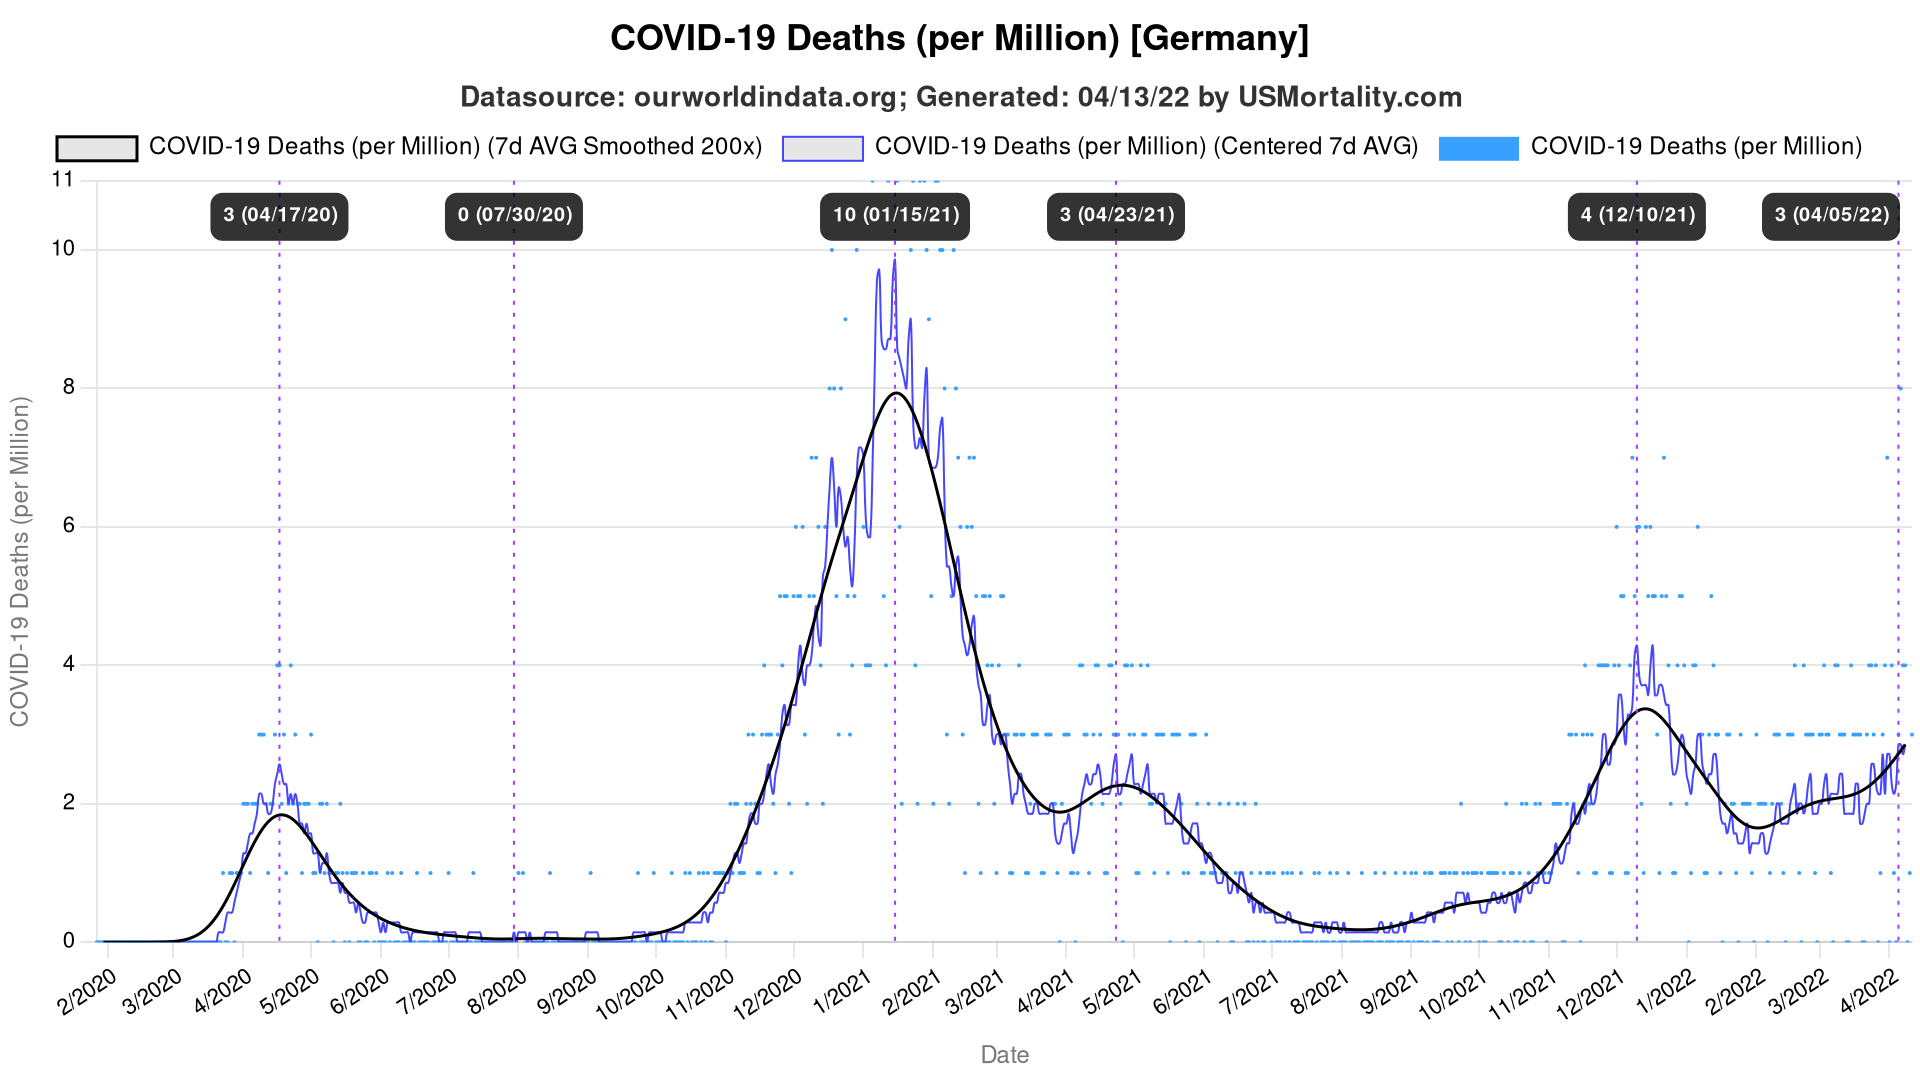 COVID-19 Deaths (per Million) [Germany]
Datasource: ourworldindata.org; Generated: 04/13/22 by USMortality.com
COVID-19 Deaths (per Million) (7d AVG Smoothed 200x) COVID-19 Deaths (per Million) (Centered 7d AVG) COVID-19 Deaths (per Million)
11
3 (04/17/20) 0 (07/30/20) 10 (01/15/21) 3 (04/23/21) 4 (12/10/21) 3 (04/05/22)
10
8
6
4
2
0
COVID-19 Deaths (per Million)
2/2020 3/2020 4/2020 5/2020 6/2020 7/2020 8/2020 9/2020 10/2020 11/2020 12/2020 1/2021 2/2021 3/2021 4/2021 5/2021 6/2021 7/2021 8/2021 9/2021 10/2021 11/2021 12/2021 1/2022 2/2022 3/2022 4/2022
Date